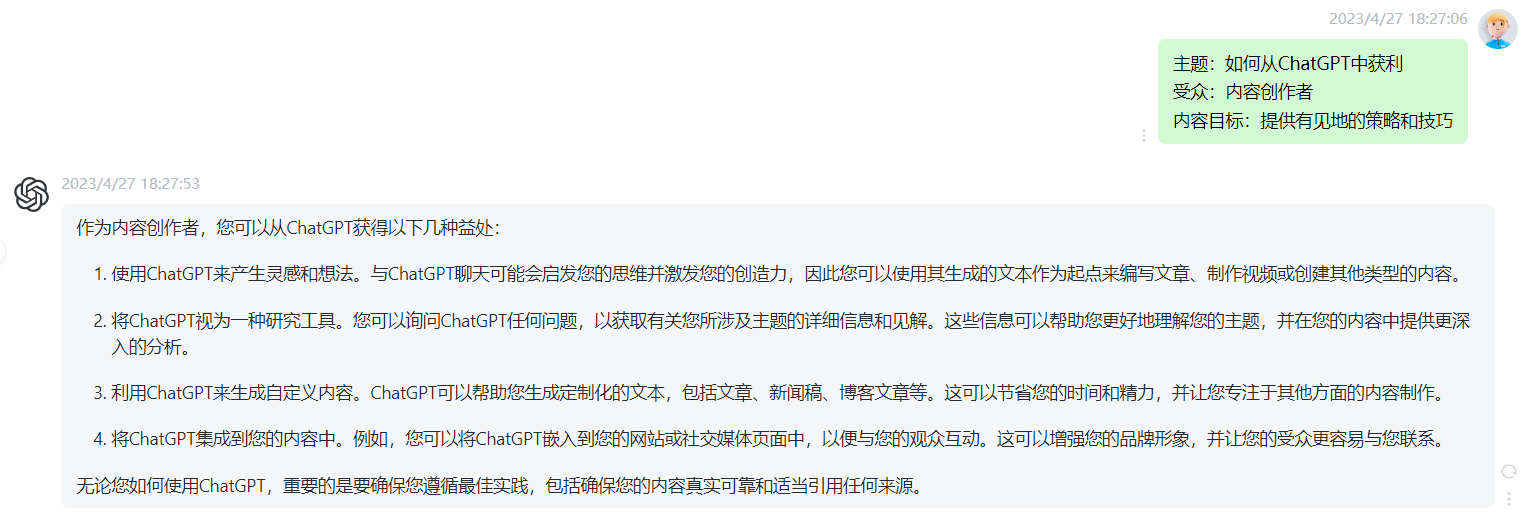 2023/4/27 18:27:06
主题：如何从ChatGPT中获利
受众：内容创作者
内容目标：提供有见地的策略和技巧
2023/4/27 18:27:53
作为内容创作者，您可以从ChatGPT获得以下几种益处：
1. 使用ChatGPT来产生灵感和想法。与ChatGPT聊天可能会启发您的思维并激发您的创造力，因此您可以使用其生成的文本作为起点来编写文章、制作视频或创建其他类型的内容。
2. 将ChatGPT视为一种研究工具。您可以询问ChatGPT任何问题，以获取有关您所涉及主题的详细信息和见解。这些信息可以帮助您更好地理解您的主题，并在您的内容中提供更深
入的分析。
3. 利用ChatGPT来生成自定义内容。ChatGPT可以帮助您生成定制化的文本，包括文章、新闻稿、博客文章等。这可以节省您的时间和精力，并让您专注于其他方面的内容制作。
4. 将ChatGPT集成到您的内容中。例如，您可以将ChatGPT嵌入到您的网站或社交媒体页面中，以便与您的观众互动。这可以增强您的品牌形象，并让您的受众更容易与您联系。
无论您如何使用ChatGPT，重要的是要确保您遵循最佳实践，包括确保您的内容真实可靠和适当引用任何来源。